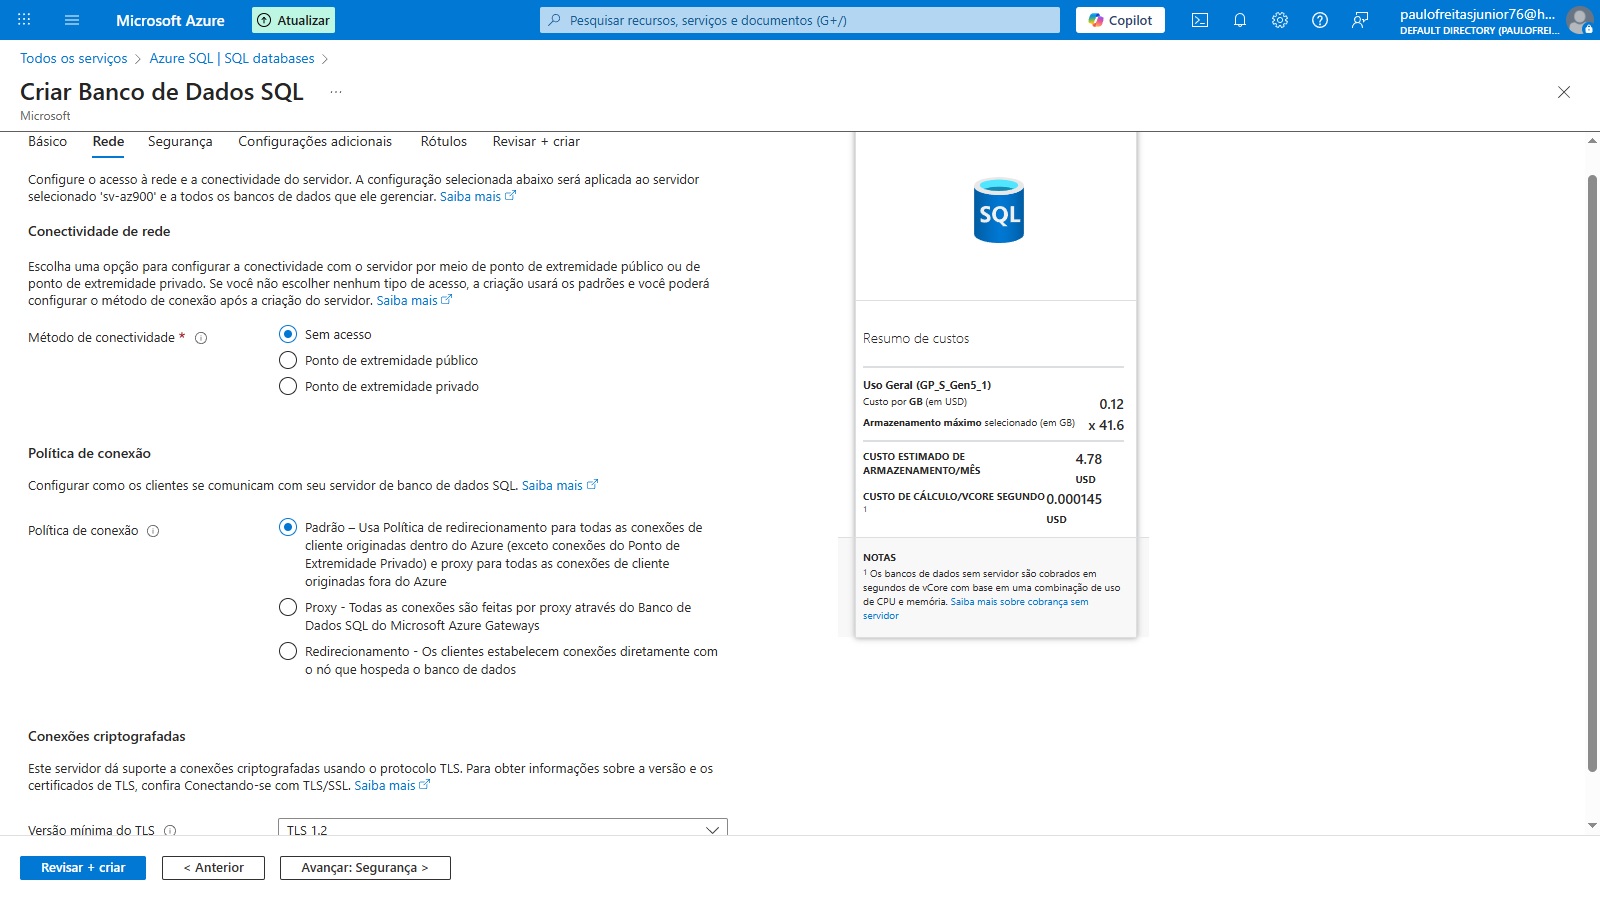 Microsoft Azure
Atualizar
Pesquisar recursos, serviços e documentos (G+/)
Copilot
paulofreitasjunior76@h...
DEFAULT DIRECTORY (PAULOFREI...
Todos os serviços > Azure SQL | SQL databases >
Criar Banco de Dados SQL ...
Microsoft
Básico Rede Segurança Configurações adicionais Rótulos Revisar + criar
Configure o acesso à rede e a conectividade do servidor. A configuração selecionada abaixo será aplicada ao servidor
selecionado 'sv-az900' e a todos os bancos de dados que ele gerenciar. Saiba mais
Conectividade de rede
Escolha uma opção para configurar a conectividade com o servidor por meio de ponto de extremidade público ou de
ponto de extremidade privado. Se você não escolher nenhum tipo de acesso, a criação usará os padrões e você poderá
configurar o método de conexão após a criação do servidor. Saiba mais
Método de conectividade *
Sem acesso
Ponto de extremidade público
Ponto de extremidade privado
Política de conexão
Configurar como os clientes se comunicam com seu servidor de banco de dados SQL. Saiba mais
Política de conexão
Padrão – Usa Política de redirecionamento para todas as conexões de
cliente originadas dentro do Azure (exceto conexões do Ponto de
Extremidade Privado) e proxy para todas as conexões de cliente
originadas fora do Azure
Proxy - Todas as conexões são feitas por proxy através do Banco de
Dados SQL do Microsoft Azure Gateways
Redirecionamento - Os clientes estabelecem conexões diretamente com
o nó que hospeda o banco de dados
Conexões criptografadas
Este servidor dá suporte a conexões criptografadas usando o protocolo TLS. Para obter informações sobre a versão e os
certificados de TLS, confira Conectando-se com TLS/SSL. Saiba mais
Versão mínima do TLS
TLS 1.2
SQL
Resumo de custos
Uso Geral (GP_S_Gen5_1)
Custo por GB (em USD)
0.12
Armazenamento máximo selecionado (em GB)
x 41.6
CUSTO ESTIMADO DE
ARMAZENAMENTO/MÊS
4.78
USD
CUSTO DE CÁLCULO/VCORE SEGUNDO
1
0.000145
USD
NOTAS
1 Os bancos de dados sem servidor são cobrados em
segundos de vCore com base em uma combinação de uso
de CPU e memória. Saiba mais sobre cobrança sem
servidor
Revisar + criar
< Anterior
Avançar: Segurança >